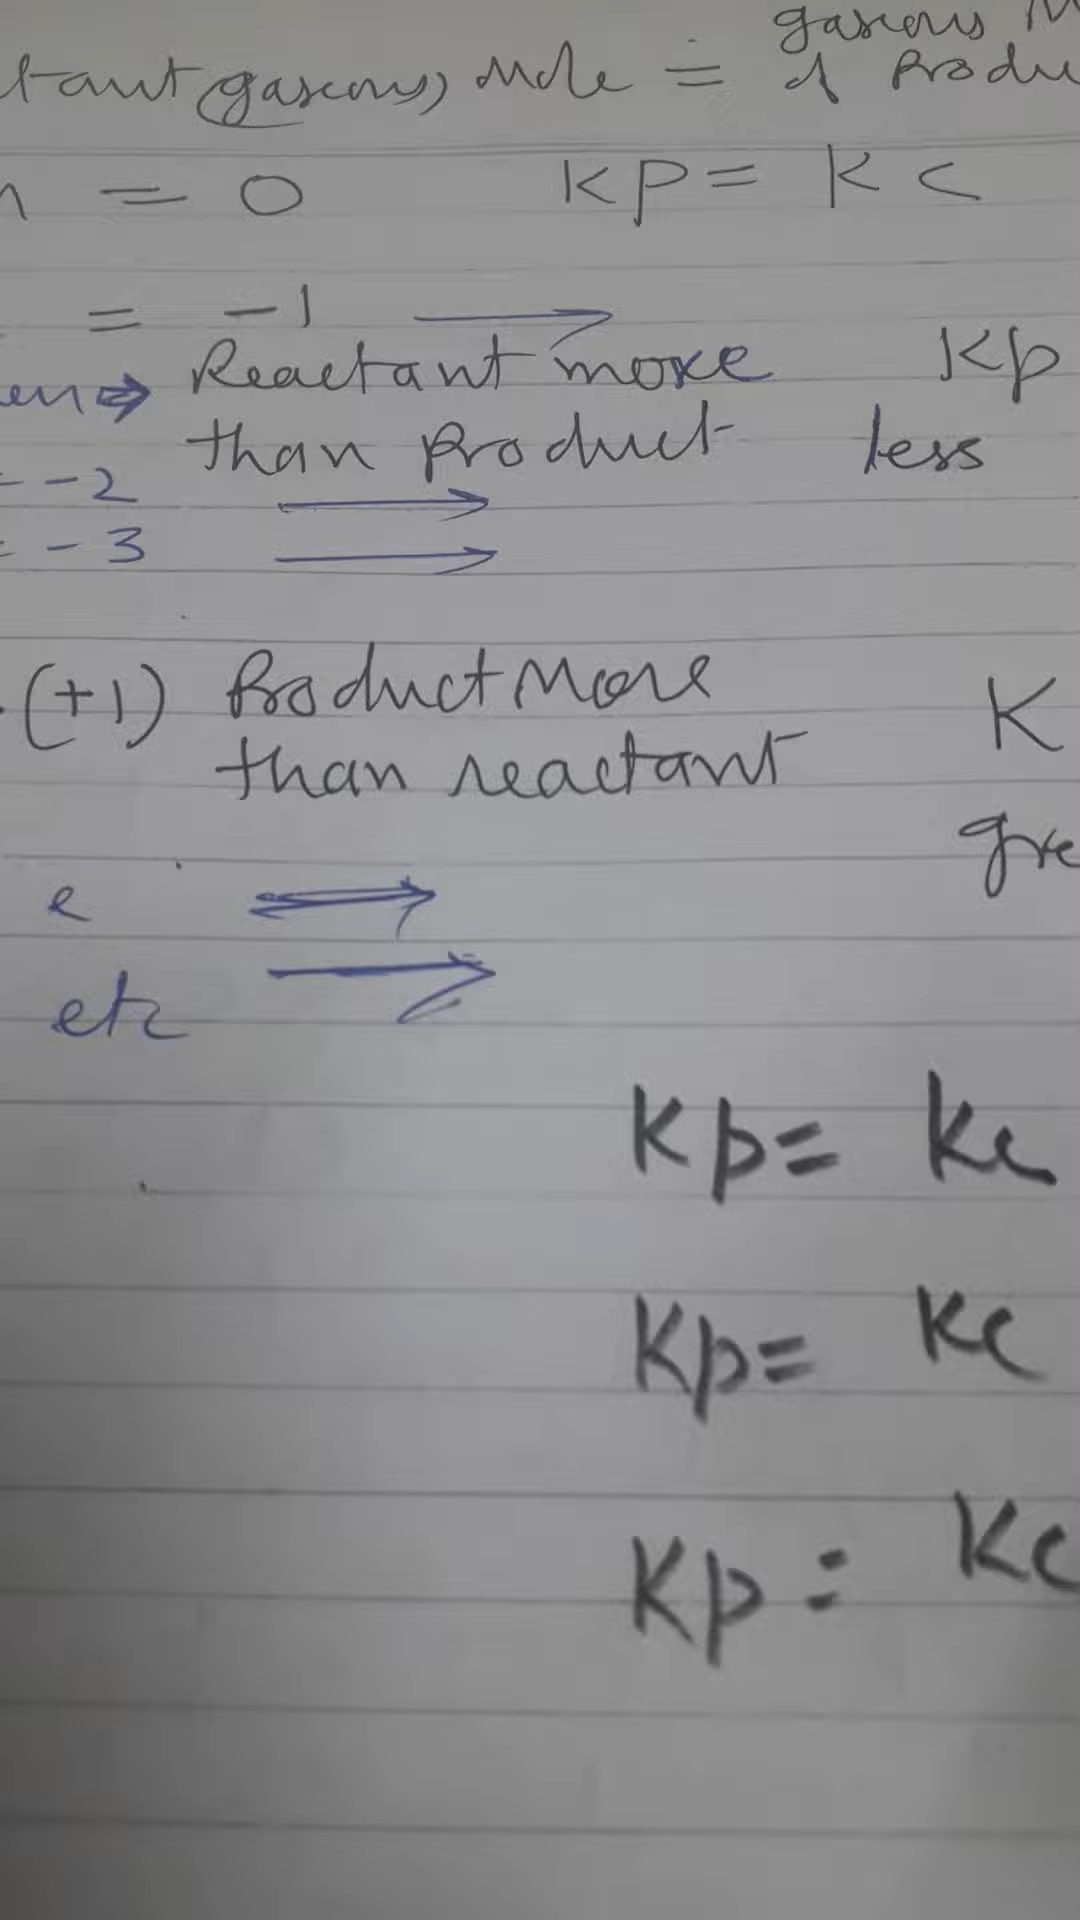 gaseous M
tant (gaseous) Mole = of Produ
n = 0 Kp = Kc
= -1
en ⇒ Reactant more Kp
than Product less
= -2
= -3
(+1) Product More K
than reactant
gre
e
etc
Kp = Kc
Kp = Kc
Kp = Kc